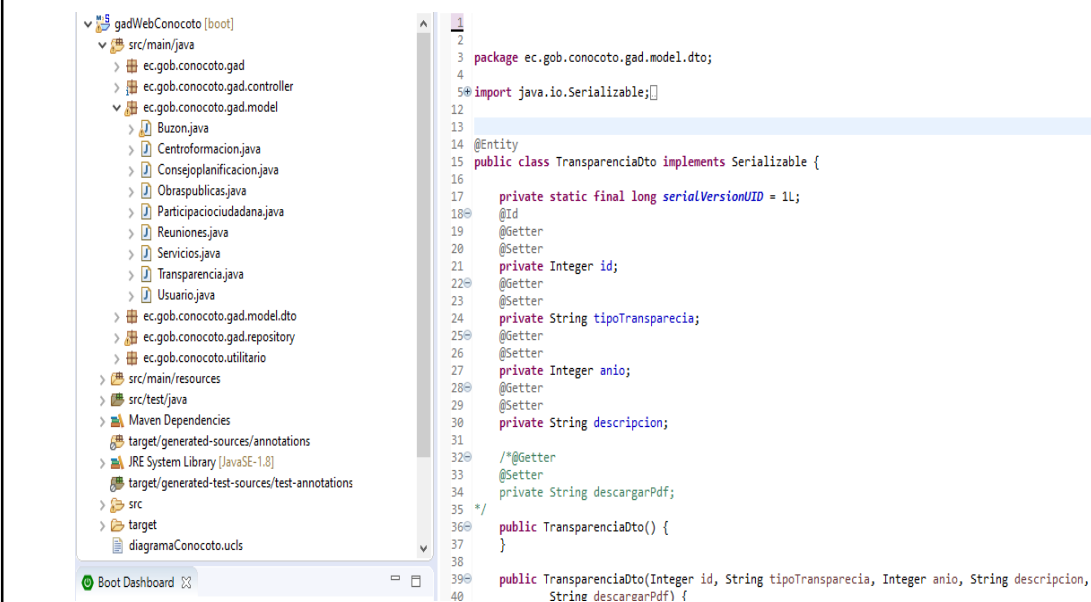 gadWebConocoto [boot]
src/main/java
ec.gob.conocoto.gad
ec.gob.conocoto.gad.controller
ec.gob.conocoto.gad.model
Buzon.java
Centroformacion.java
Consejoplanificacion.java
Obraspublicas.java
Participaciociudadana.java
Reuniones.java
Servicios.java
Transparencia.java
Usuario.java
ec.gob.conocoto.gad.model.dto
ec.gob.conocoto.gad.repository
ec.gob.conocoto.utilitario
src/main/resources
src/test/java
Maven Dependencies
target/generated-sources/annotations
JRE System Library [JavaSE-1.8]
target/generated-test-sources/test-annotations
src
target
diagramaConocoto.ucls
Boot Dashboard
1
2
3 package ec.gob.conocoto.gad.model.dto;
4
5 import java.io.Serializable;
12
13
14 @Entity
15 public class TransparenciaDto implements Serializable {
16
17 private static final long serialVersionUID = 1L;
18 @Id
19 @Getter
20 @Setter
21 private Integer id;
22 @Getter
23 @Setter
24 private String tipoTransparecia;
25 @Getter
26 @Setter
27 private Integer anio;
28 @Getter
29 @Setter
30 private String descripcion;
31
32 /*@Getter
33 @Setter
34 private String descargarPdf;
35 */
36 public TransparenciaDto() {
37 }
38
39 public TransparenciaDto(Integer id, String tipoTransparecia, Integer anio, String descripcion,
40 String descargarPdf) {